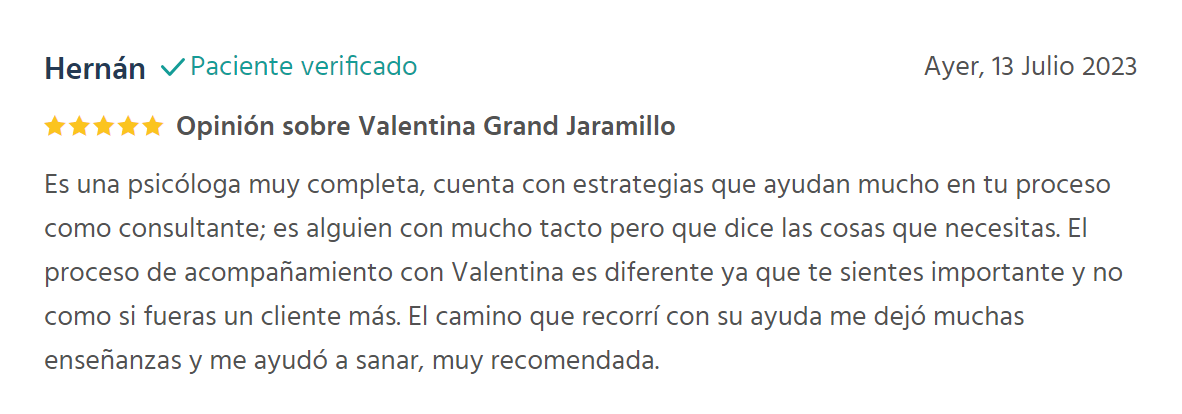 Hernán Paciente verificado Ayer, 13 Julio 2023
Opinión sobre Valentina Grand Jaramillo
Es una psicóloga muy completa, cuenta con estrategias que ayudan mucho en tu proceso
como consultante; es alguien con mucho tacto pero que dice las cosas que necesitas. El
proceso de acompañamiento con Valentina es diferente ya que te sientes importante y no
como si fueras un cliente más. El camino que recorrí con su ayuda me dejó muchas
enseñanzas y me ayudó a sanar, muy recomendada.